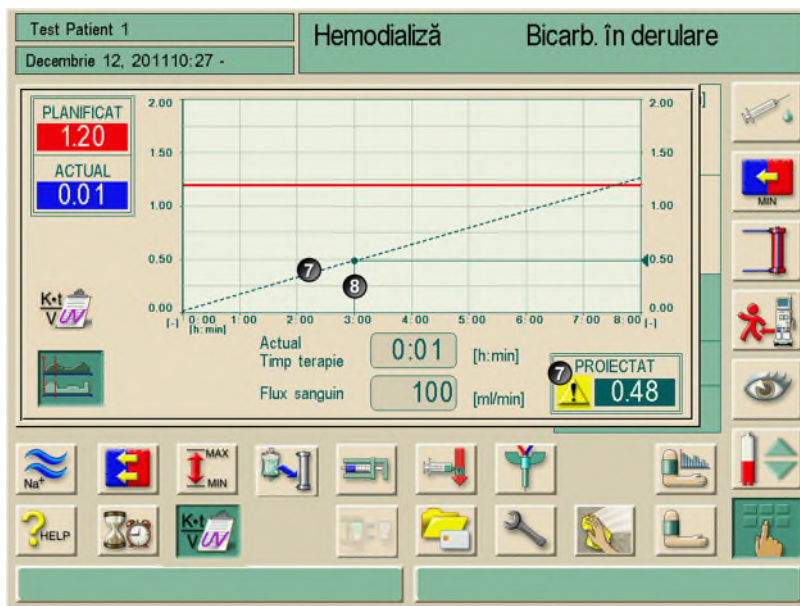 Test Patient 1
Decembrie 12, 201110:27 -
Hemodializă Bicarb. în derulare
PLANIFICAT
1.20
ACTUAL
0.01
2.00
1.50
1.00
0.50
0.00
[-]
2.00
1.50
1.00
0.50
0.00
[-]
0:00 1:00 2:00 3:00 4:00 5:00 6:00 7:00 8:00
[h:min]
7
8
K•t
V UV
Actual
Timp terapie 0:01 [h:min]
Flux sanguin 100 [ml/min]
7
PROIECTAT
0.48
]
MIN
Na+
MAX
MIN
? HELP
K•t
V UV